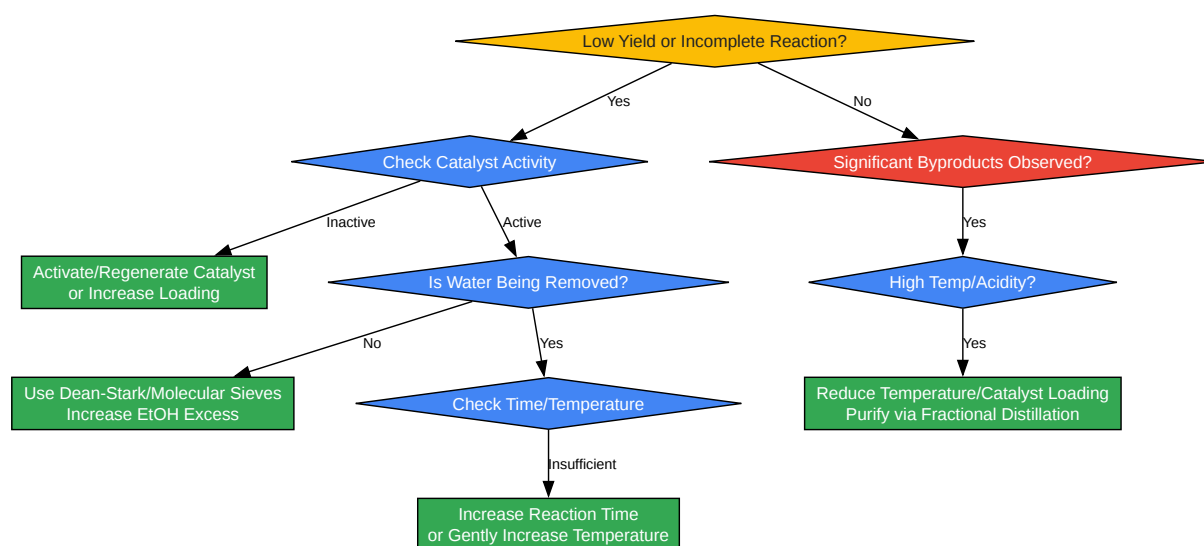 Low Yield or Incomplete Reaction?
Yes
No
Check Catalyst Activity
Significant Byproducts Observed?
Inactive
Active
Yes
Activate/Regenerate Catalyst
or Increase Loading
Is Water Being Removed?
High Temp/Acidity?
No
Yes
Yes
Use Dean-Stark/Molecular Sieves
Increase EtOH Excess
Check Time/Temperature
Reduce Temperature/Catalyst Loading
Purify via Fractional Distillation
Insufficient
Increase Reaction Time
or Gently Increase Temperature